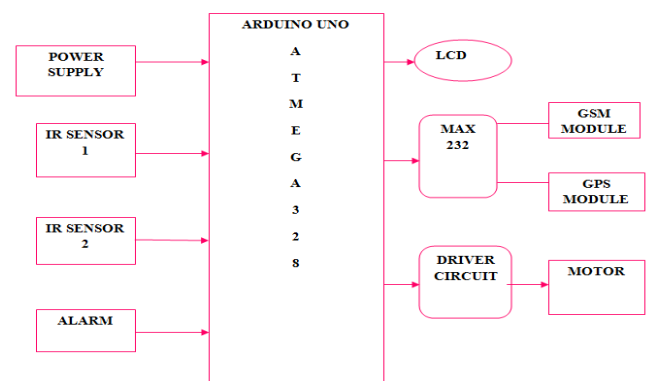 ARDUINO UNO
A
T
M
E
G
A
3
2
8
POWER
SUPPLY
IR SENSOR
1
IR SENSOR
2
ALARM
LCD
MAX
232
GSM
MODULE
GPS
MODULE
DRIVER
CIRCUIT
MOTOR